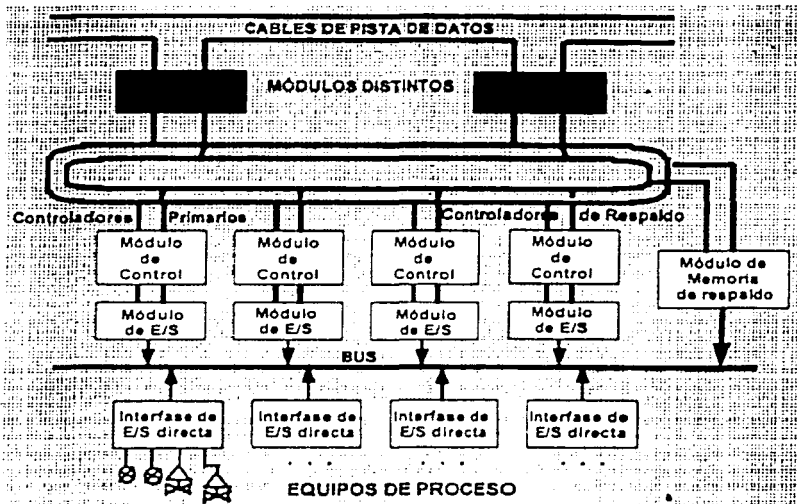 CABLES DE PISTA DE DATOS
MÓDULOS DISTINTOS
Controladores Primarios Controladores de Respaldo
Módulo de Control
Módulo de Control
Módulo de Control
Módulo de Control
Módulo de Memoria de respaldo
Módulo de E/S
Módulo de E/S
Módulo de E/S
Módulo de E/S
BUS
Interfase de E/S directa
Interfase de E/S directa
Interfase de E/S directa
Interfase de E/S directa
EQUIPOS DE PROCESO